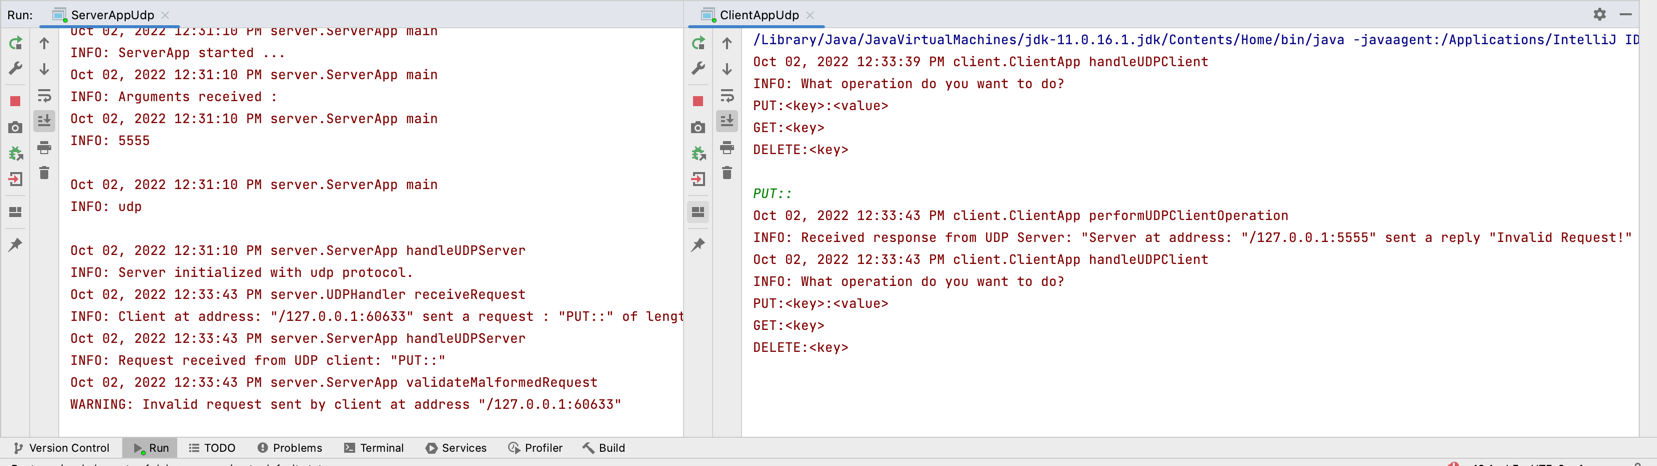 Run: ServerAppUdp
Oct 02, 2022 12:31:10 PM server.ServerApp main
INFO: ServerApp started ...
Oct 02, 2022 12:31:10 PM server.ServerApp main
INFO: Arguments received :
Oct 02, 2022 12:31:10 PM server.ServerApp main
INFO: 5555
Oct 02, 2022 12:31:10 PM server.ServerApp main
INFO: udp
Oct 02, 2022 12:31:10 PM server.ServerApp handleUDPServer
INFO: Server initialized with udp protocol.
Oct 02, 2022 12:33:43 PM server.UDPHandler receiveRequest
INFO: Client at address: "/127.0.0.1:60633" sent a request : "PUT::" of lengt
Oct 02, 2022 12:33:43 PM server.ServerApp handleUDPServer
INFO: Request received from UDP client: "PUT::"
Oct 02, 2022 12:33:43 PM server.ServerApp validateMalformedRequest
WARNING: Invalid request sent by client at address "/127.0.0.1:60633"
ClientAppUdp
/Library/Java/JavaVirtualMachines/jdk-11.0.16.1.jdk/Contents/Home/bin/java -javaagent:/Applications/IntelliJ ID
Oct 02, 2022 12:33:39 PM client.ClientApp handleUDPClient
INFO: What operation do you want to do?
PUT:<key>:<value>
GET:<key>
DELETE:<key>
PUT::
Oct 02, 2022 12:33:43 PM client.ClientApp performUDPClientOperation
INFO: Received response from UDP Server: "Server at address: "/127.0.0.1:5555" sent a reply "Invalid Request!"
Oct 02, 2022 12:33:43 PM client.ClientApp handleUDPClient
INFO: What operation do you want to do?
PUT:<key>:<value>
GET:<key>
DELETE:<key>
Version Control Run TODO Problems Terminal Services Profiler Build